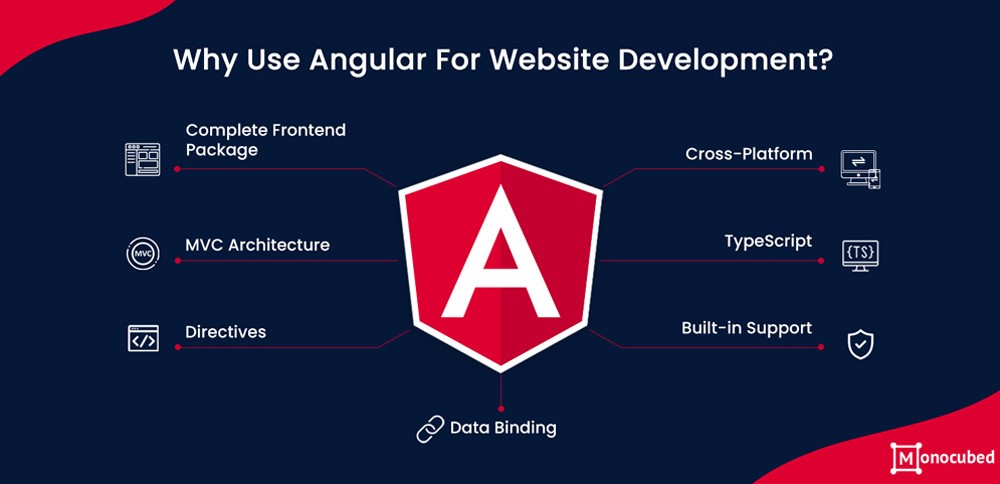 Why Use Angular For Website Development?
Complete Frontend
Package
MVC Architecture
MVC
Directives
</>
Cross-Platform
TypeScript
{TS}
Built-in Support
A
Data Binding
Monocubed